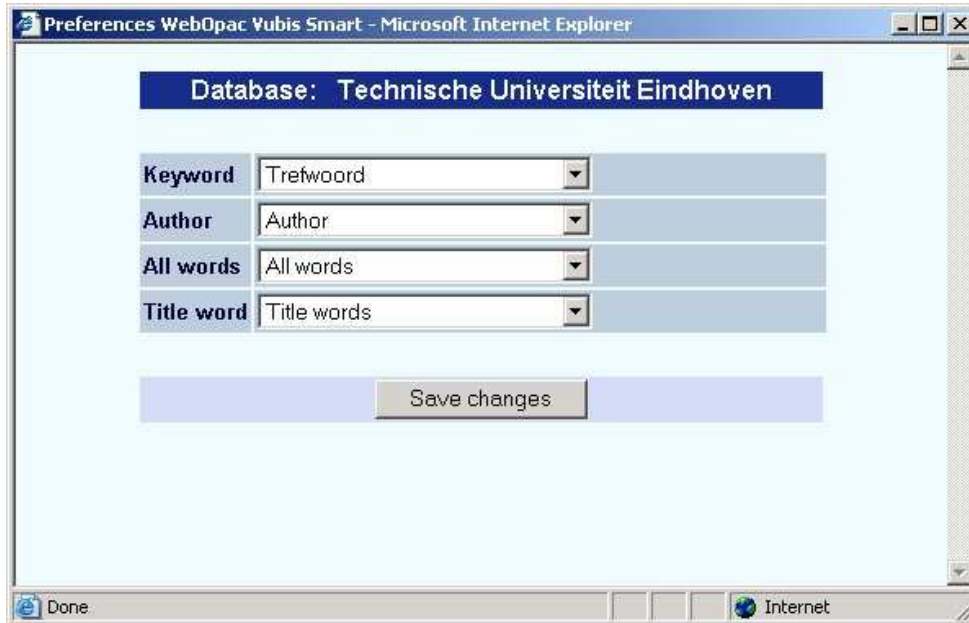 Preferences WebOpac Vubis Smart - Microsoft Internet Explorer
Database: Technische Universiteit Eindhoven
Keyword Trefwoord
Author Author
All words All words
Title word Title words
Save changes
Done Internet